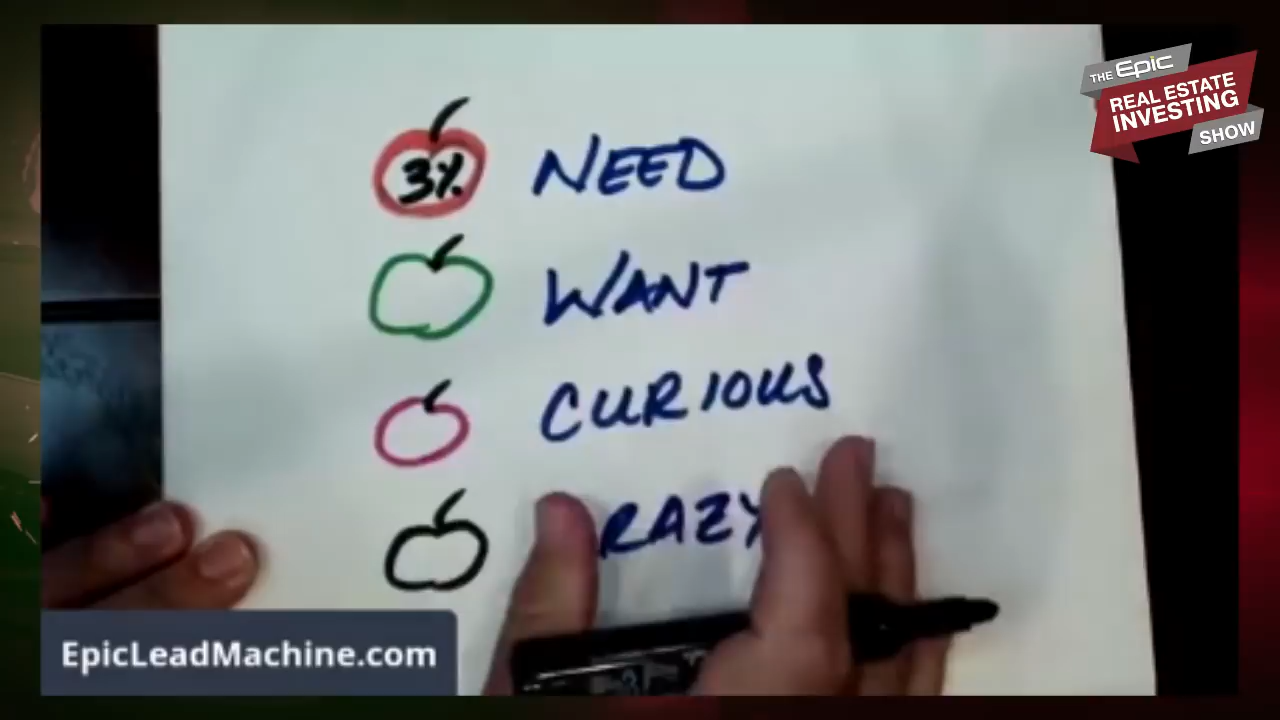 THE Epic
REAL ESTATE
INVESTING
SHOW
3% NEED
WANT
CURIOUS
RAZY
EpicLeadMachine.com